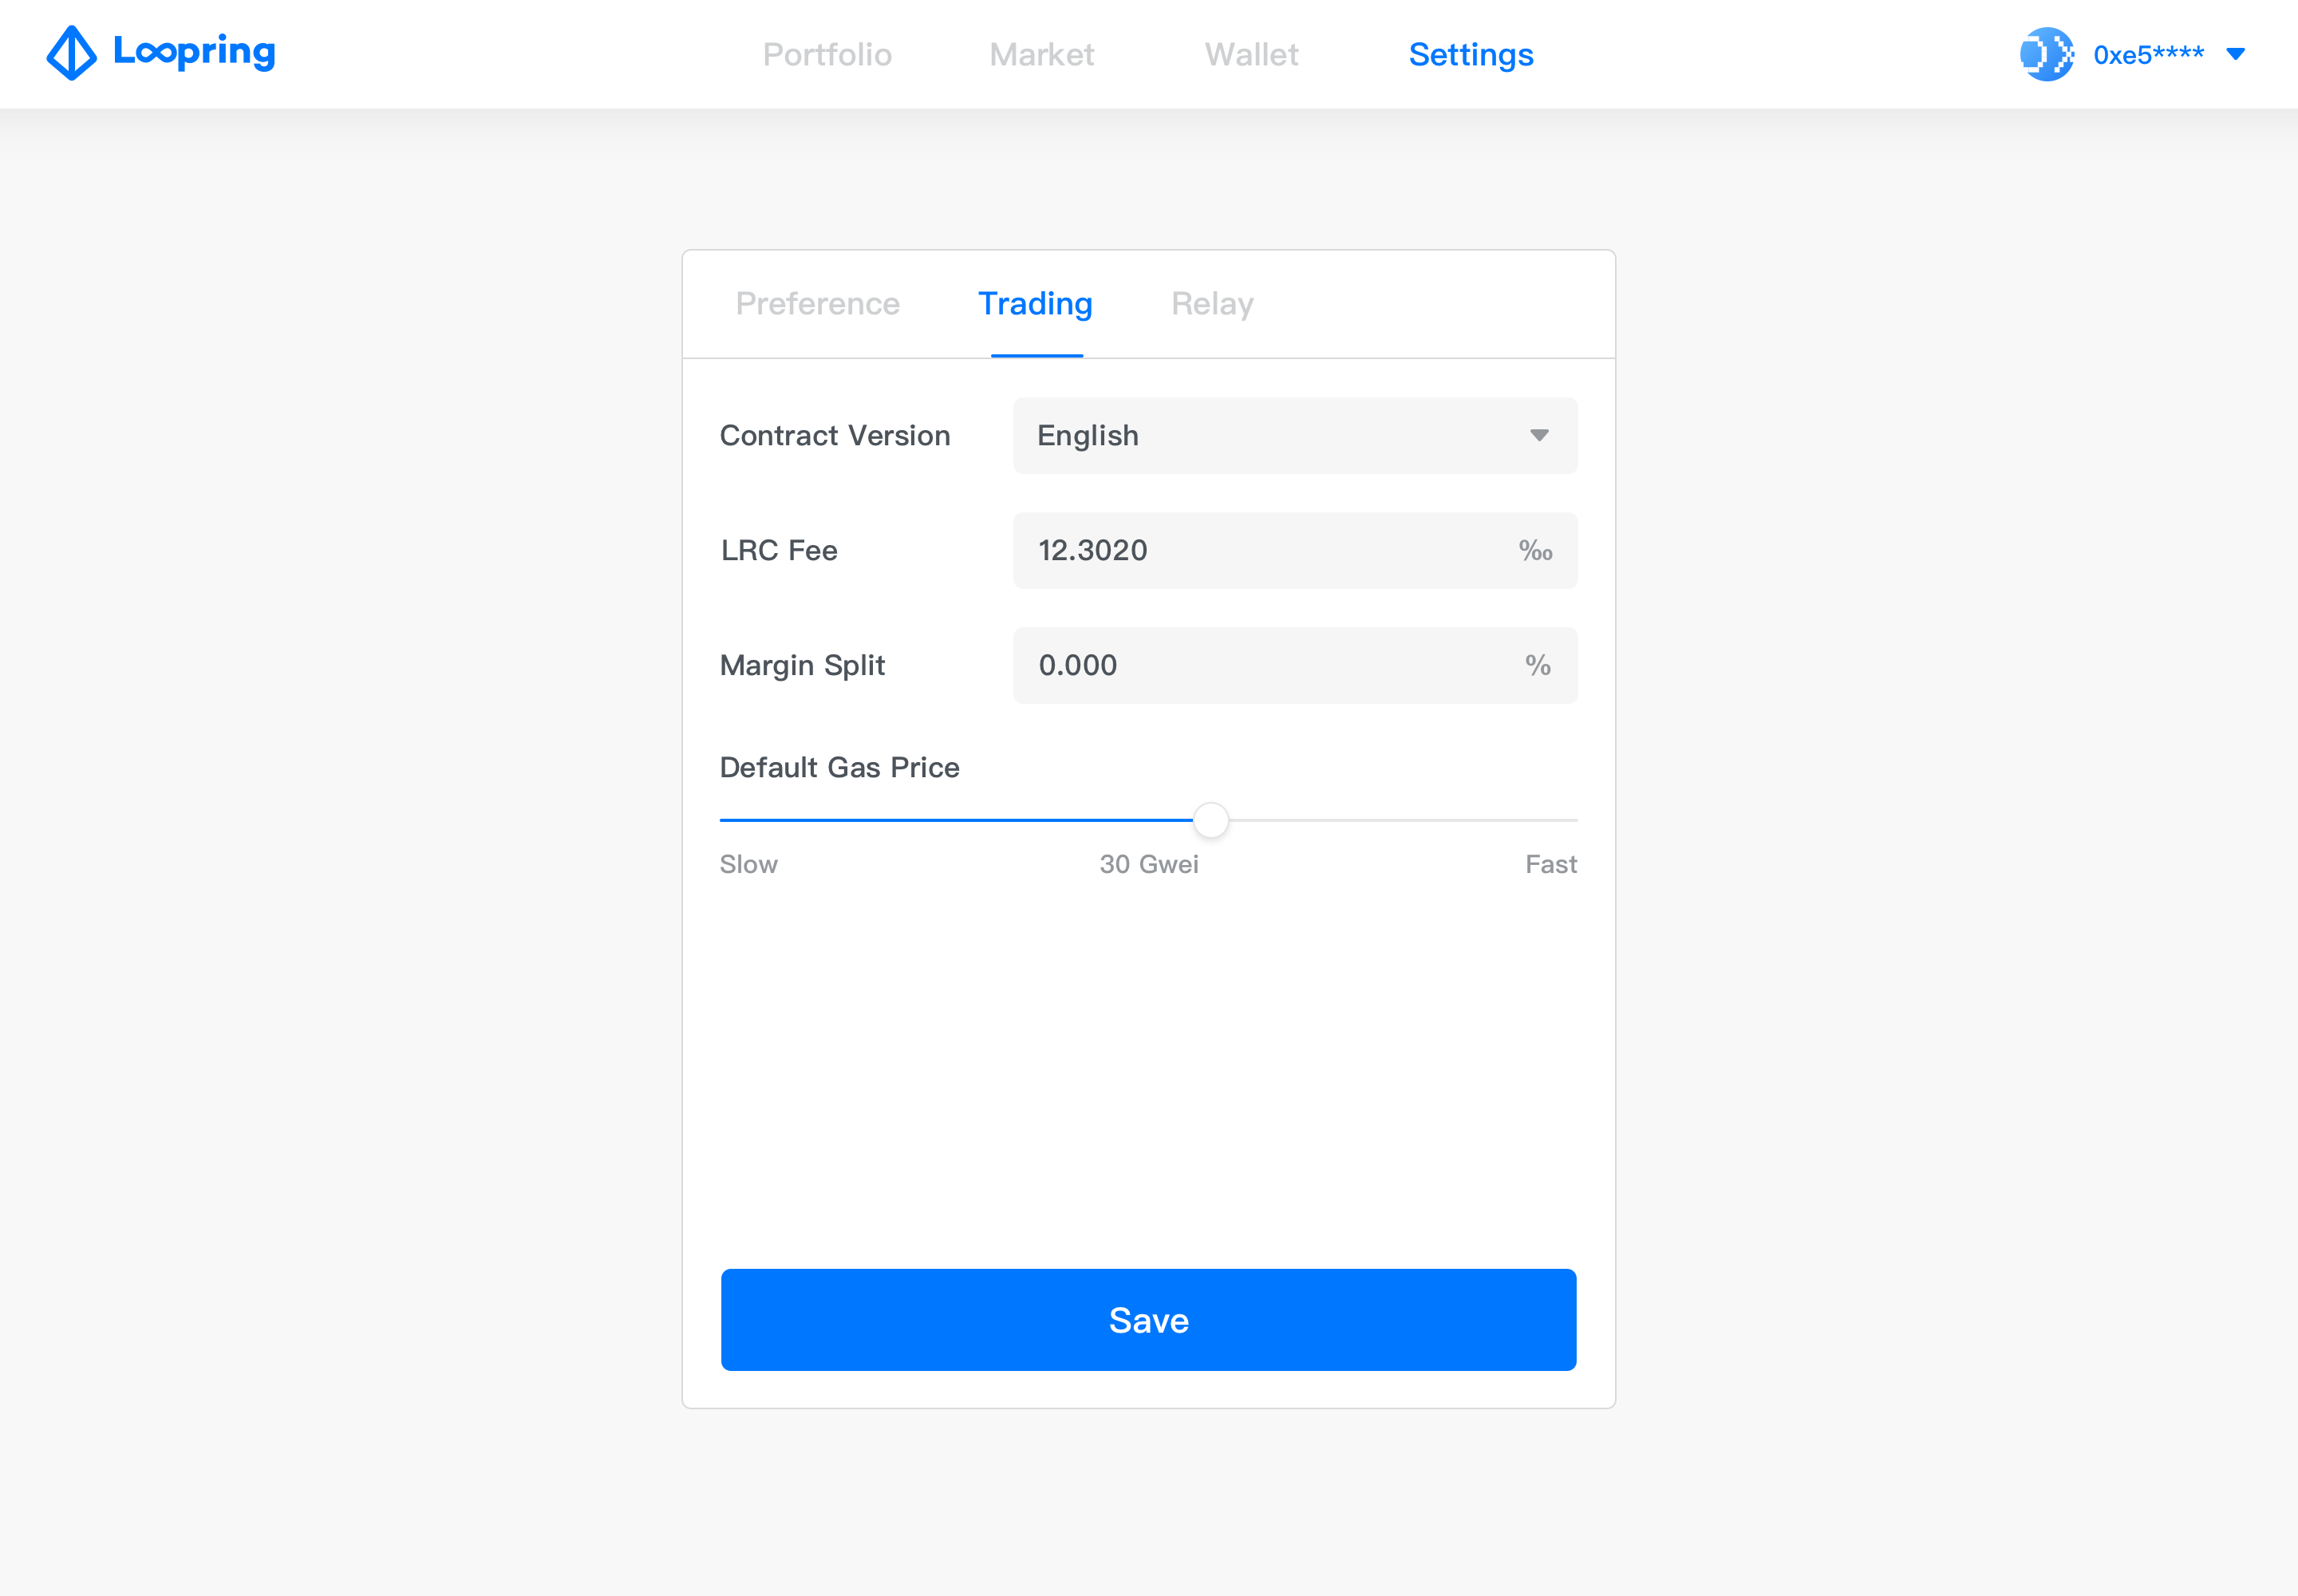 Loopring
Portfolio Market Wallet Settings
0xe5****
Preference Trading Relay
Contract Version English
LRC Fee 12.3020 ‰
Margin Split 0.000 %
Default Gas Price
Slow 30 Gwei Fast
Save